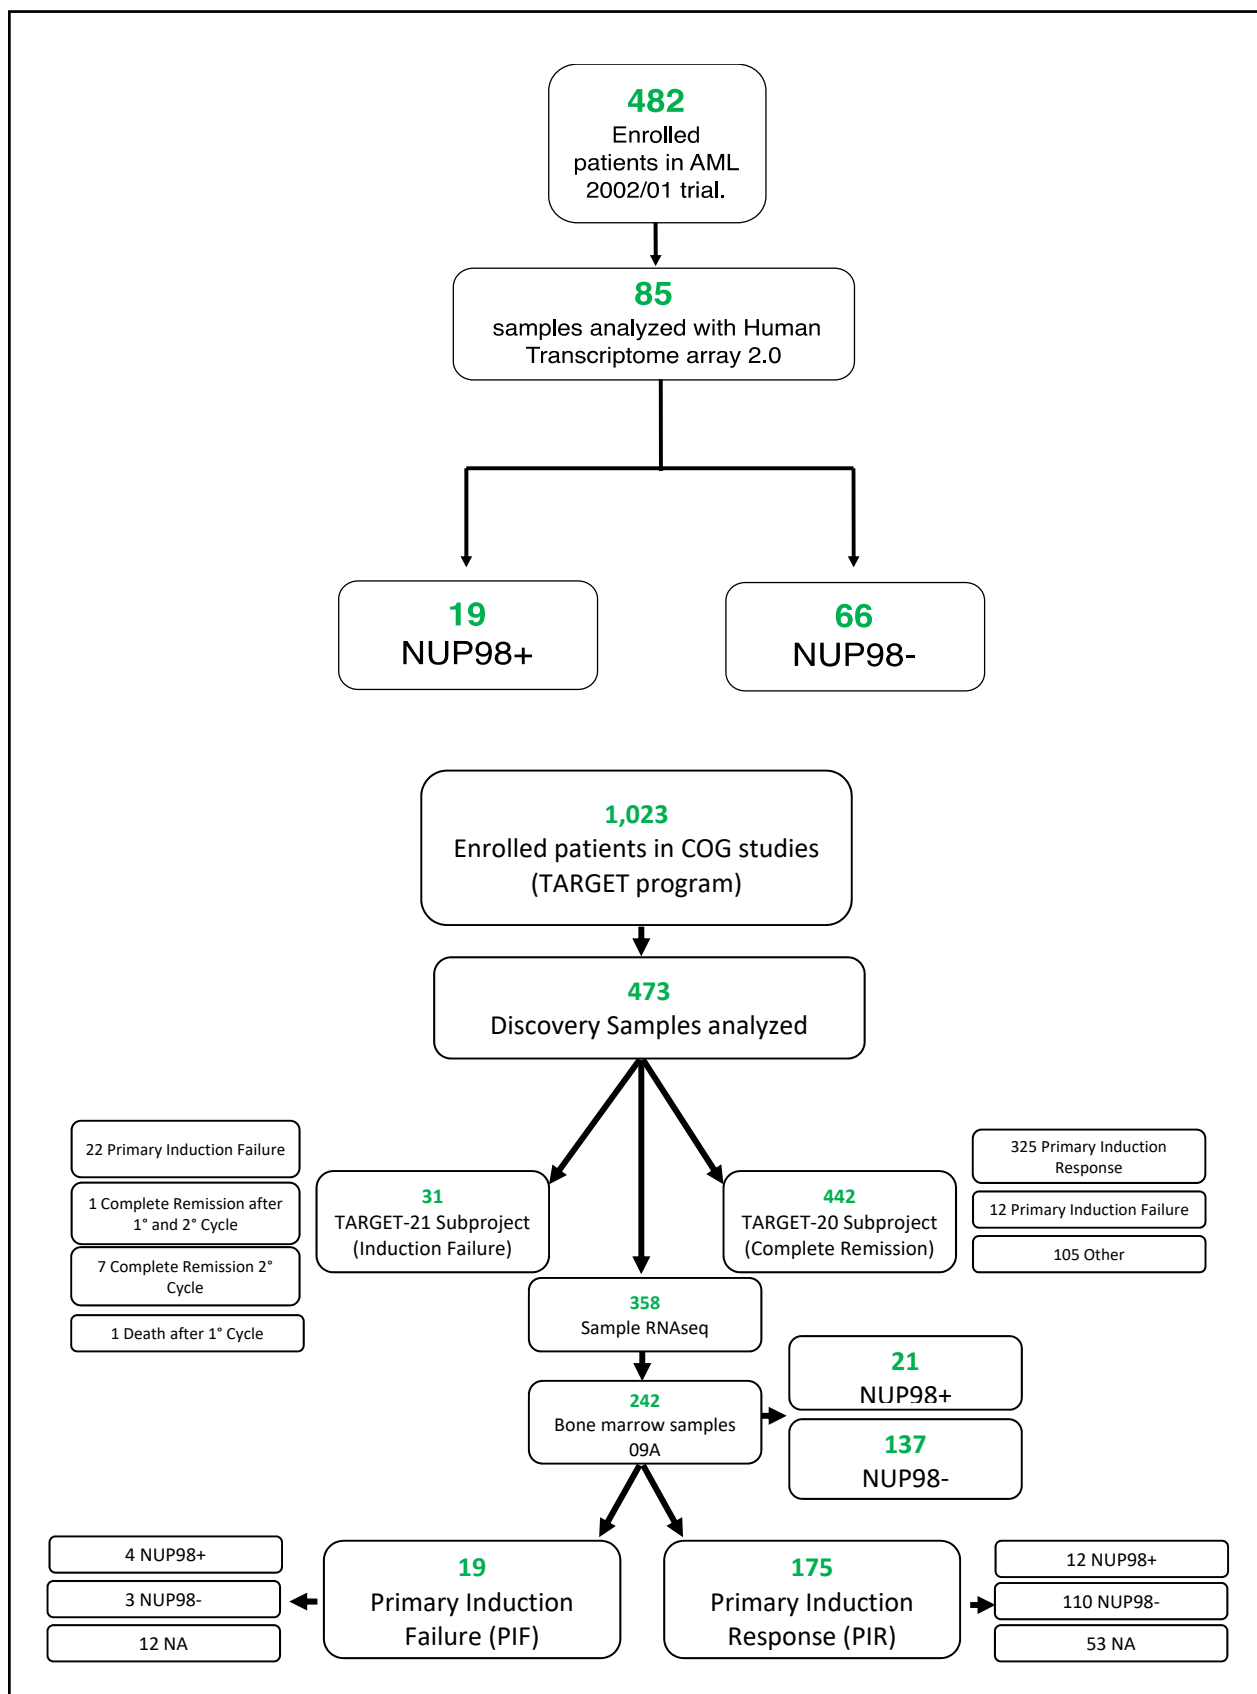 482
Enrolled
patients in AML
2002/01 trial.
85
samples analyzed with Human
Transcriptome array 2.0
19
NUP98+
66
NUP98-
1,023
Enrolled patients in COG studies
(TARGET program)
473
Discovery Samples analyzed
22 Primary Induction Failure
1 Complete Remission after
1° and 2° Cycle
7 Complete Remission 2°
Cycle
1 Death after 1° Cycle
31
TARGET-21 Subproject
(Induction Failure)
442
TARGET-20 Subproject
(Complete Remission)
325 Primary Induction
Response
12 Primary Induction Failure
105 Other
358
Sample RNAseq
242
Bone marrow samples
09A
21
NUP98+
137
NUP98-
4 NUP98+
3 NUP98-
12 NA
19
Primary Induction
Failure (PIF)
175
Primary Induction
Response (PIR)
12 NUP98+
110 NUP98-
53 NA